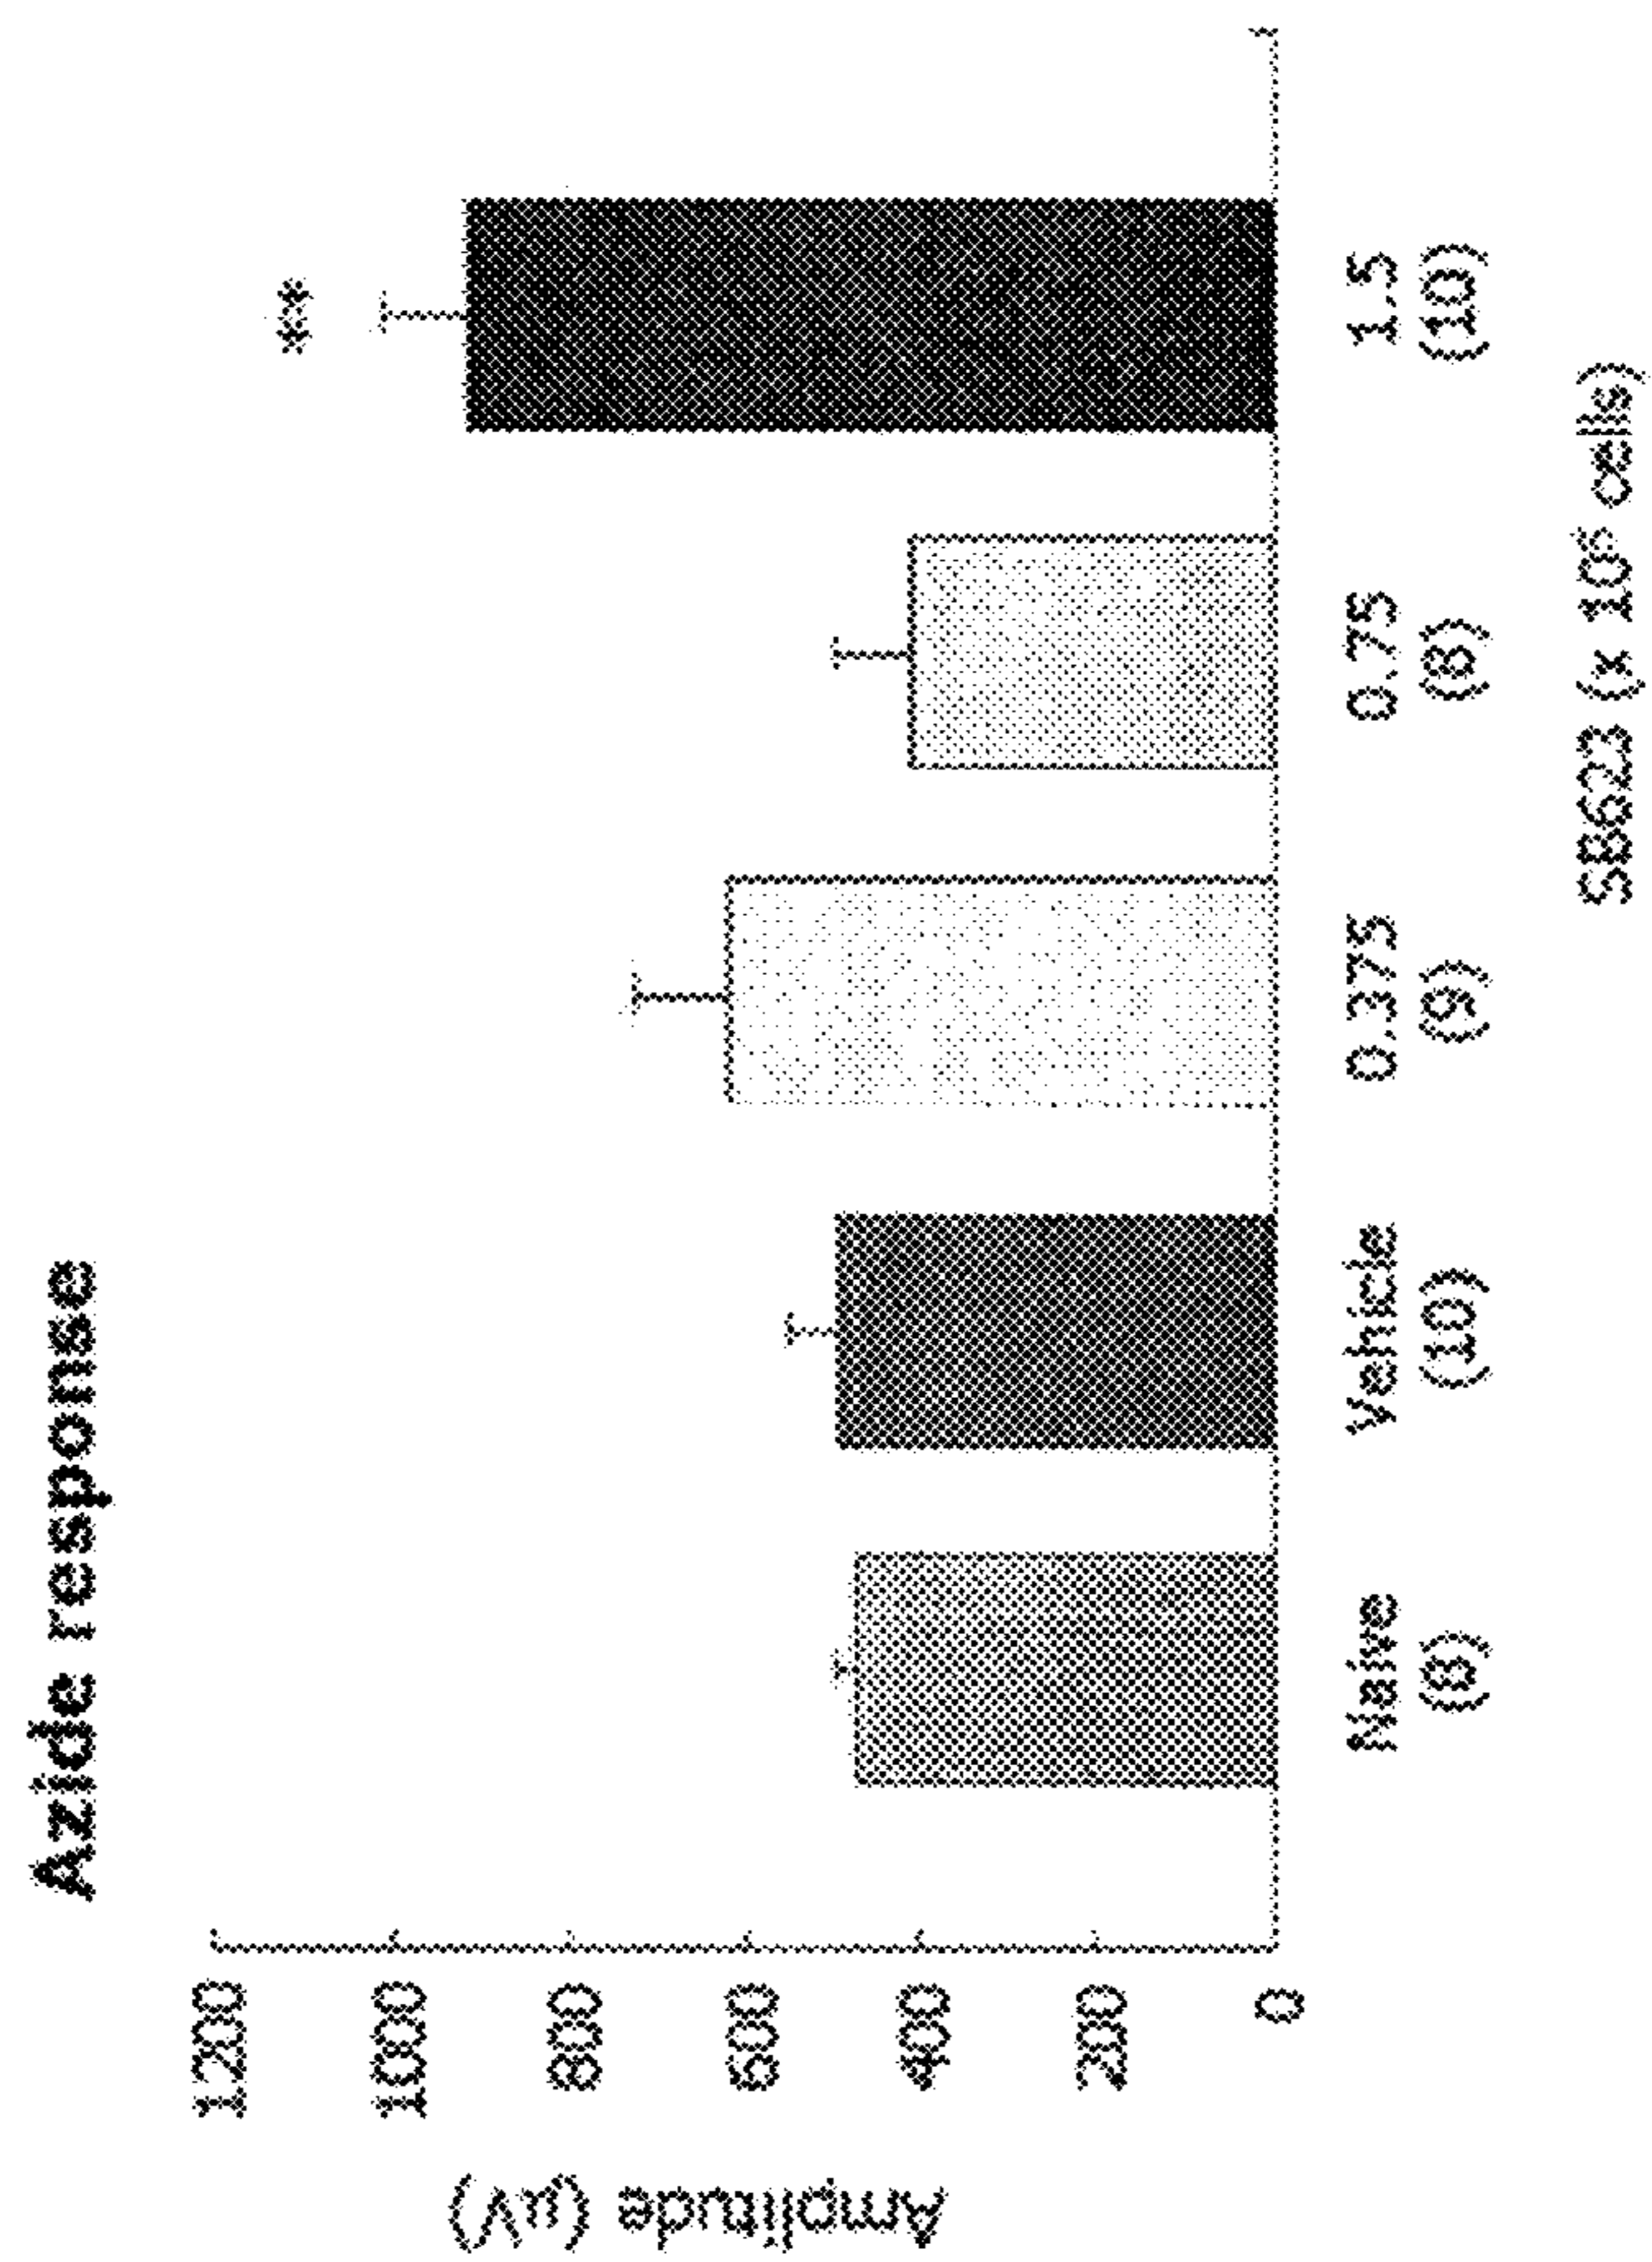 Azide response
Amplitude (µV)
1200
1000
800
600
400
200
0
**
Naive Vehicle 0.375 0.75 1.5
(8) (10) (9) (8) (10)
SB623 (x 10⁶ cells)